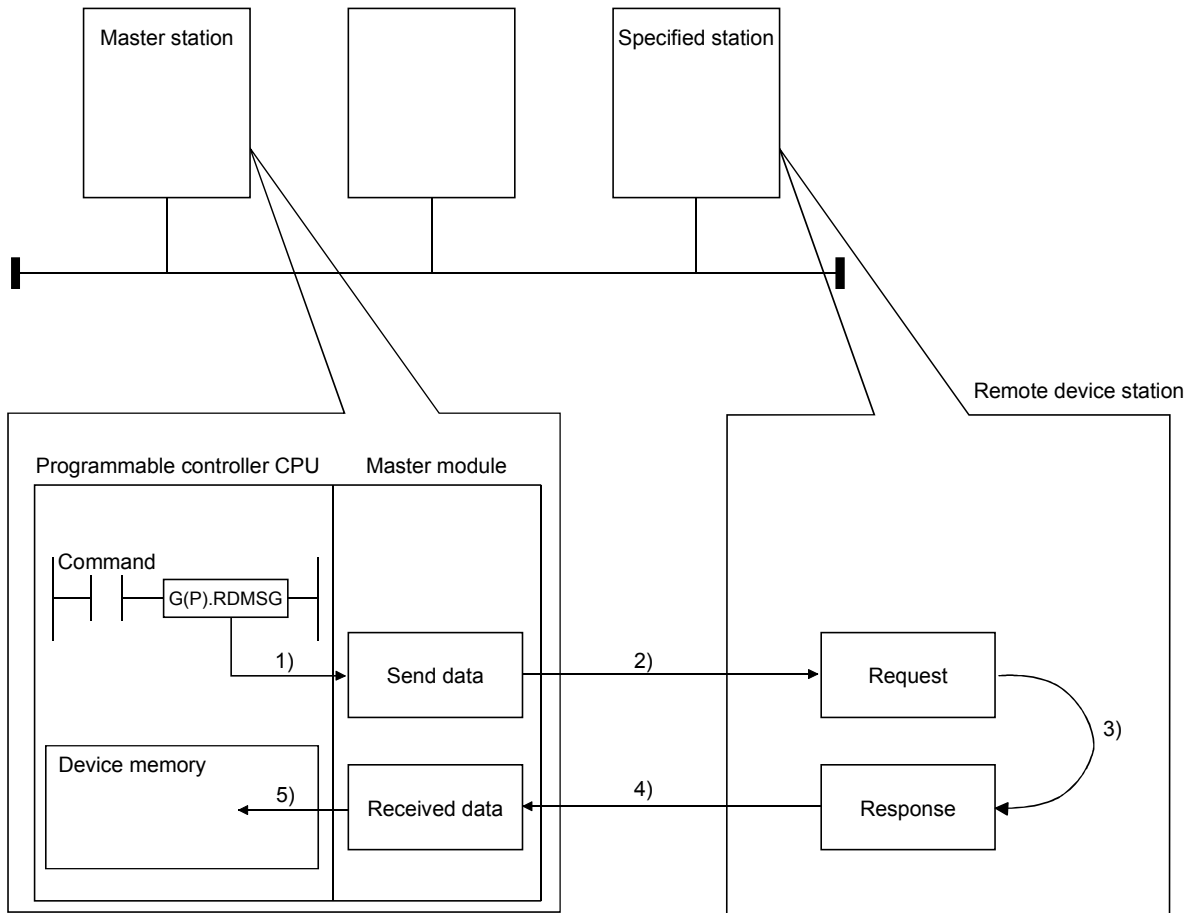 Master station
Specified station
Remote device station
Programmable controller CPU
Master module
Command
G(P).RDMSG
1)
Send data
2)
Request
3)
Device memory
5)
Received data
4)
Response